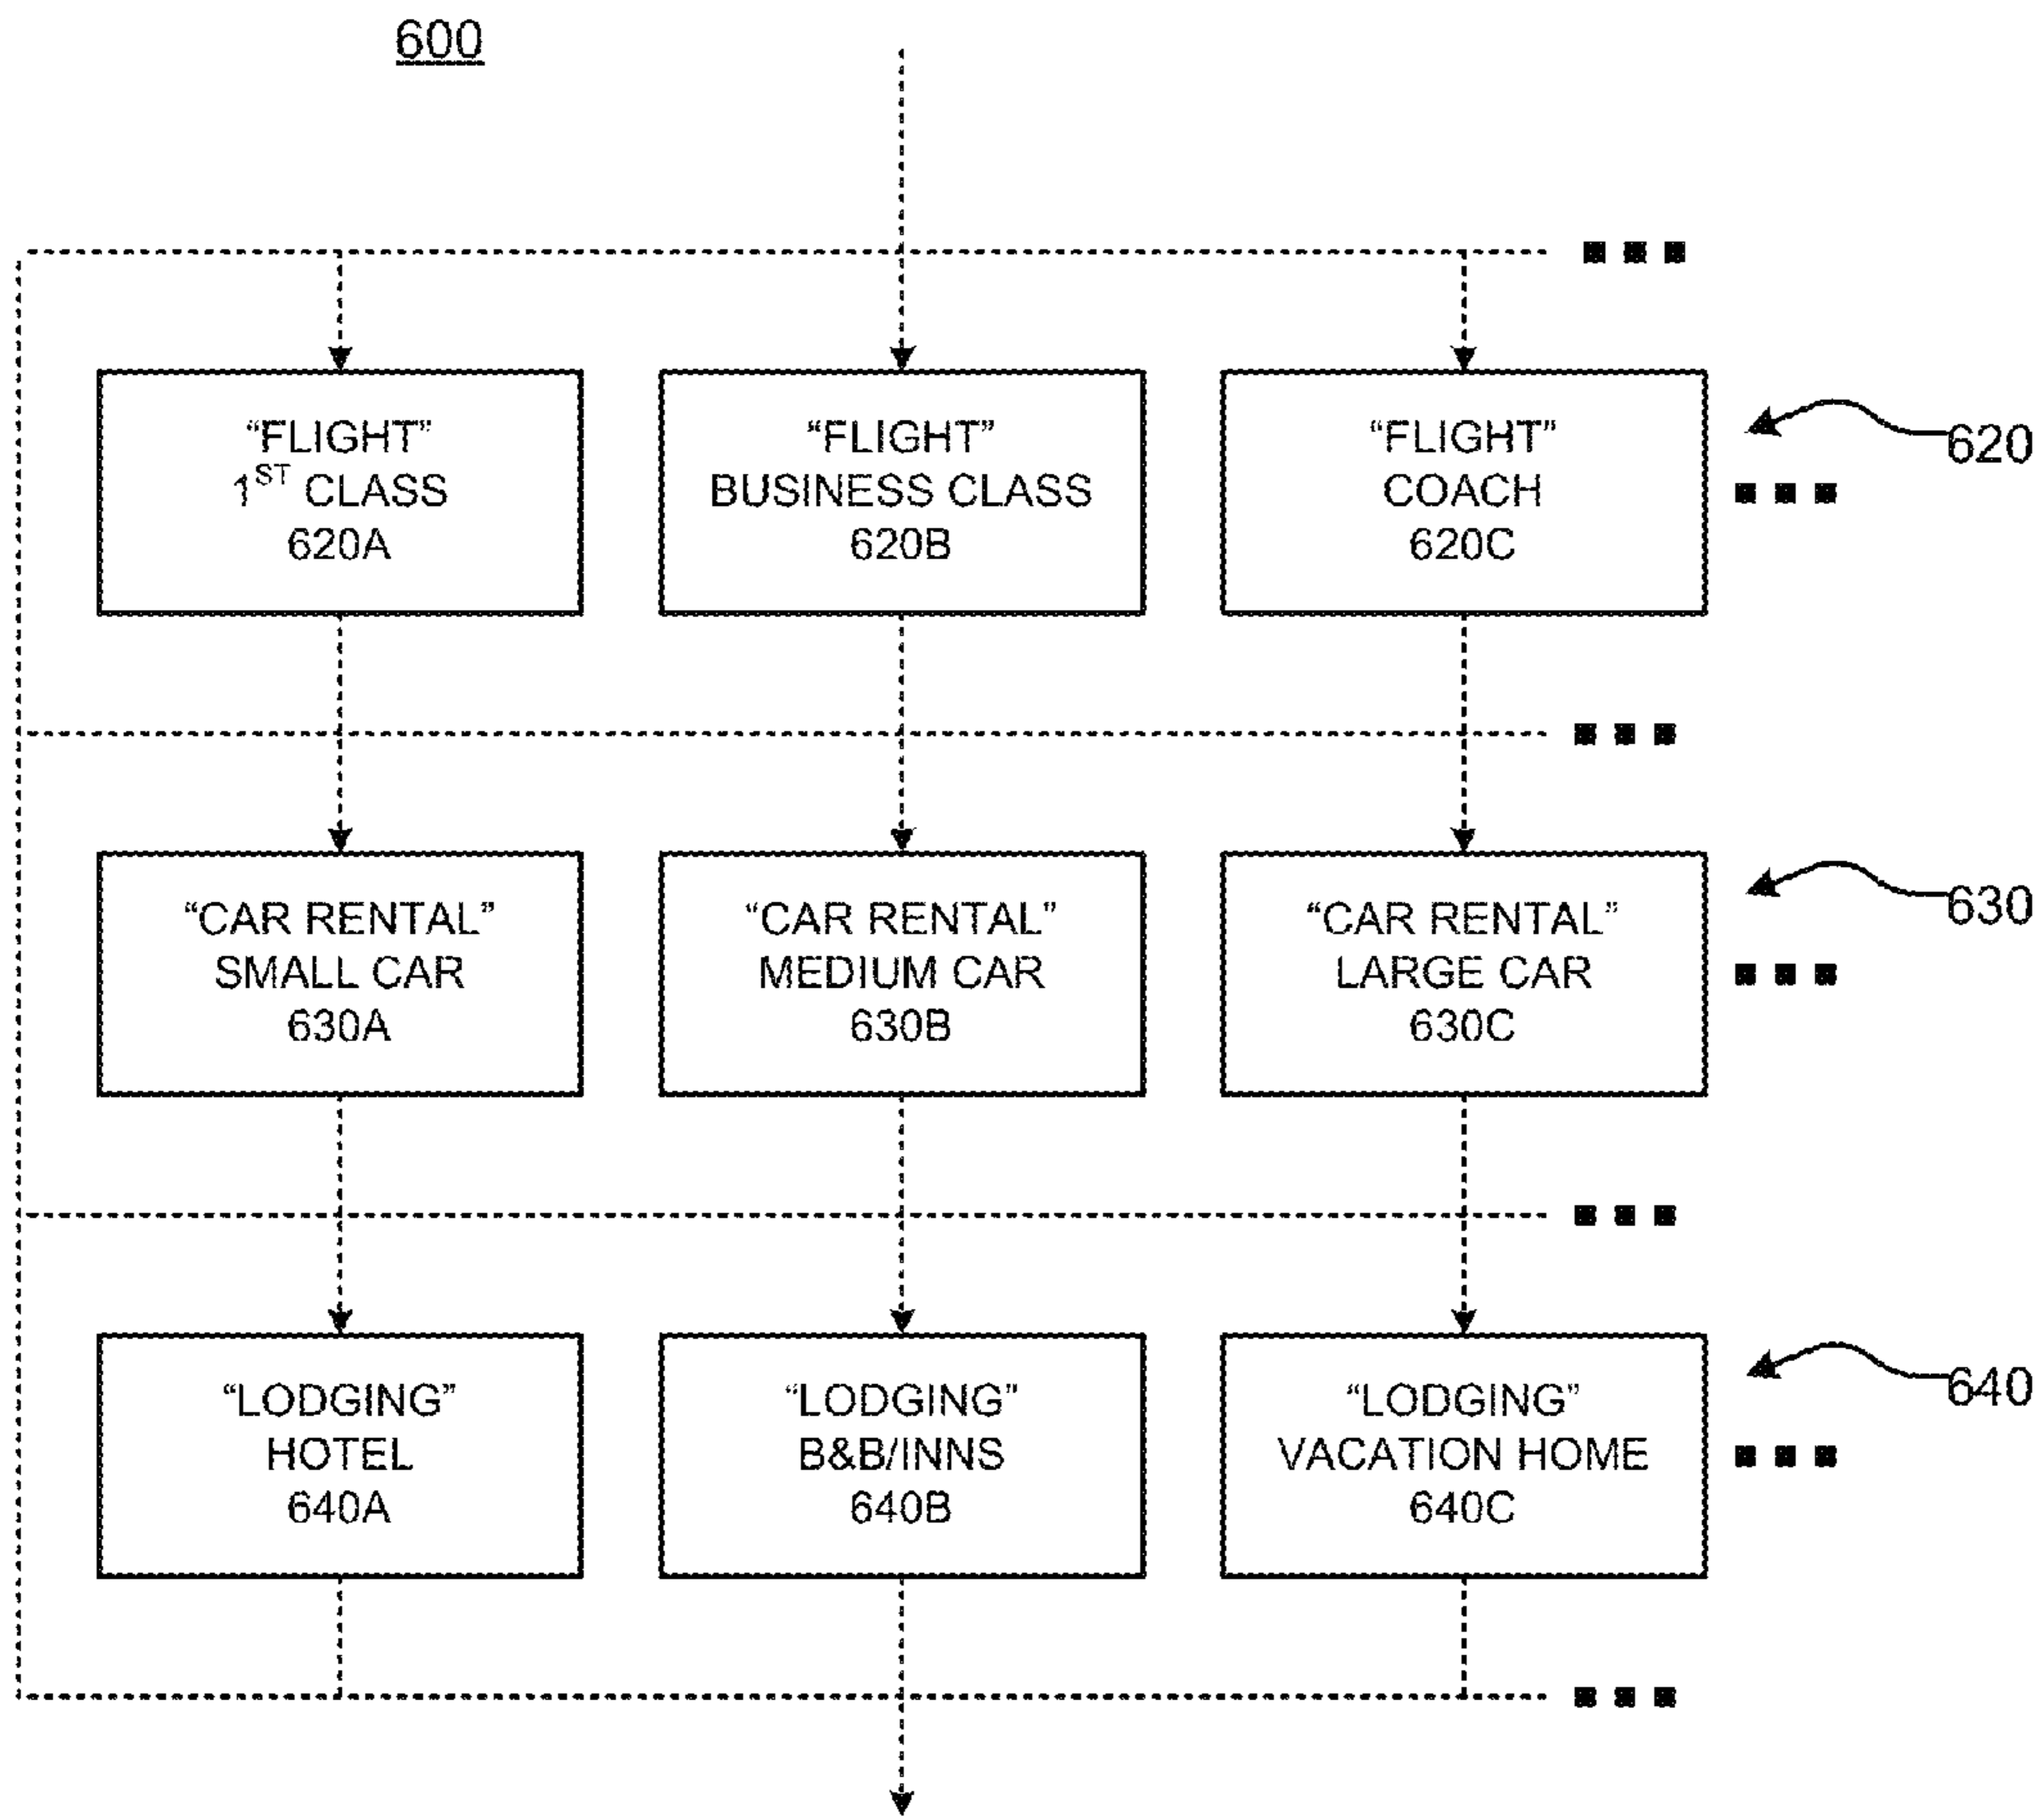 600
“FLIGHT”
1ST CLASS
620A
“FLIGHT”
BUSINESS CLASS
620B
“FLIGHT”
COACH
620C
620
“CAR RENTAL”
SMALL CAR
630A
“CAR RENTAL”
MEDIUM CAR
630B
“CAR RENTAL”
LARGE CAR
630C
630
“LODGING”
HOTEL
640A
“LODGING”
B&B/INNS
640B
“LODGING”
VACATION HOME
640C
640